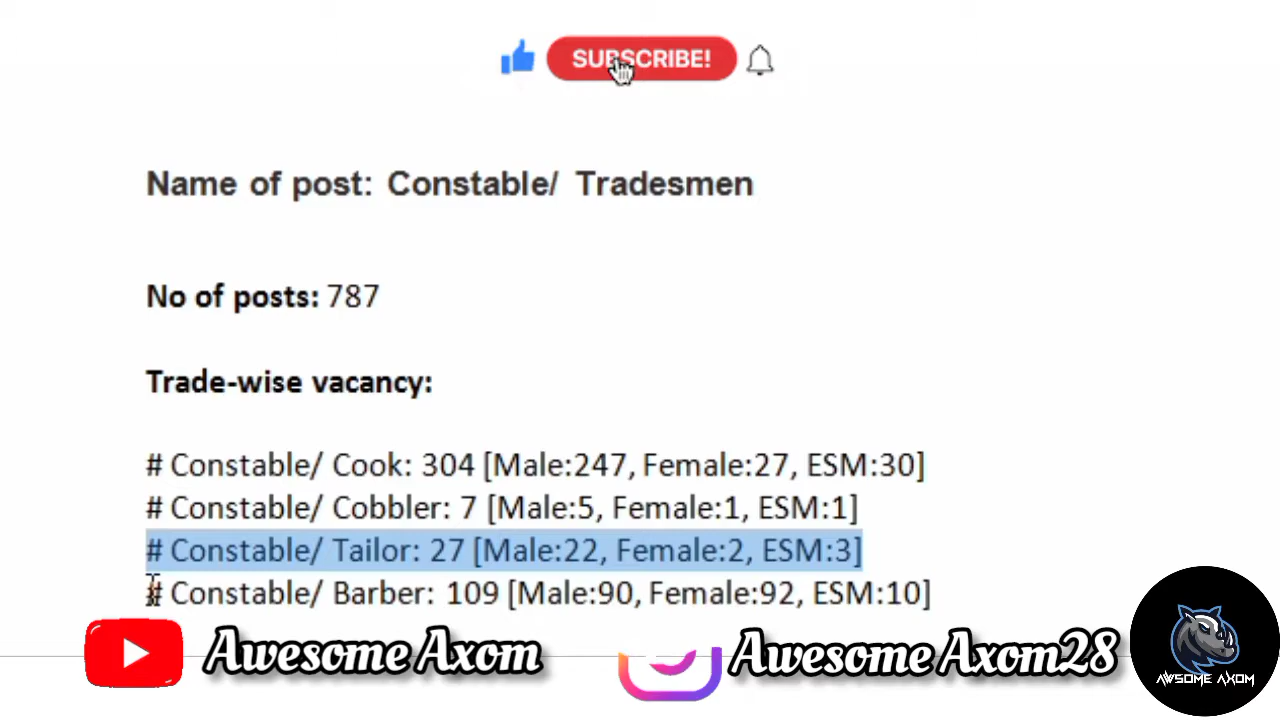 SUBSCRIBE!
Name of post: Constable/ Tradesmen
No of posts: 787
Trade-wise vacancy:
# Constable/ Cook: 304 [Male:247, Female:27, ESM:30]
# Constable/ Cobbler: 7 [Male:5, Female:1, ESM:1]
# Constable/ Tailor: 27 [Male:22, Female:2, ESM:3]
# Constable/ Barber: 109 [Male:90, Female:92, ESM:10]
Awesome Axom
Awesome Axom28
AWSOME AXOM